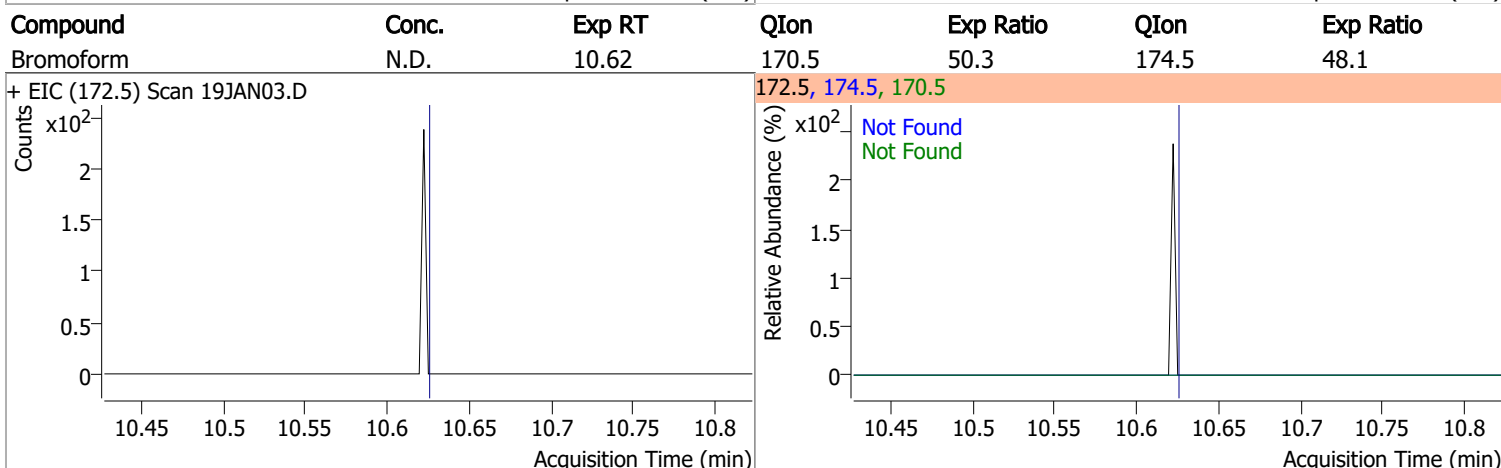 Compound Conc. Exp RT QIon Exp Ratio QIon Exp Ratio
Bromoform N.D. 10.62 170.5 50.3 174.5 48.1
+ EIC (172.5) Scan 19JAN03.D
Counts
x10²
2
1.5
1
0.5
0
10.45 10.5 10.55 10.6 10.65 10.7 10.75 10.8
Acquisition Time (min)
172.5, 174.5, 170.5
Relative Abundance (%)
x10²
Not Found
Not Found
2
1.5
1
0.5
0
10.45 10.5 10.55 10.6 10.65 10.7 10.75 10.8
Acquisition Time (min)